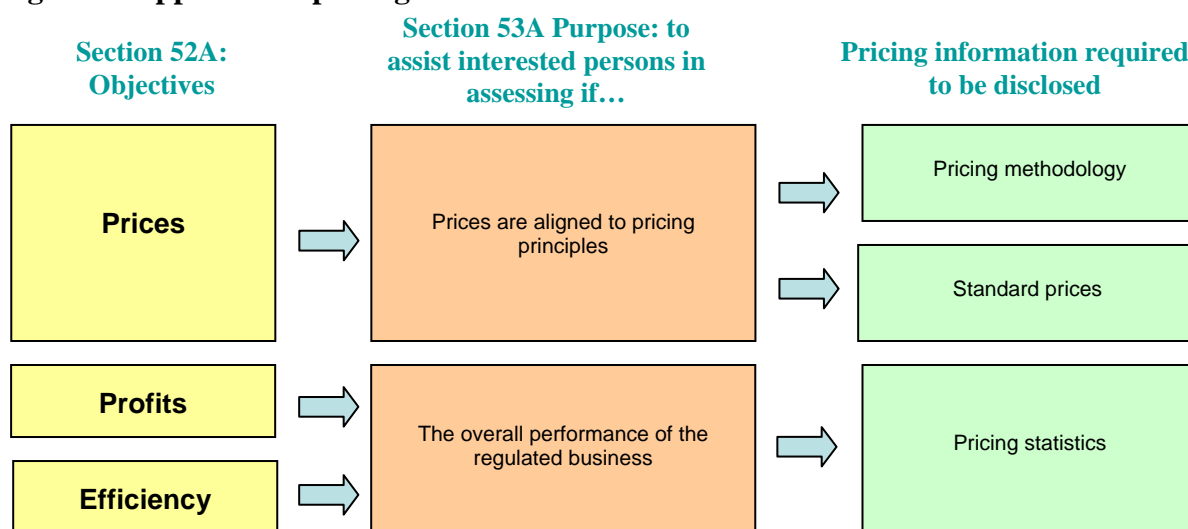 Section 52A:
Objectives
Section 53A Purpose: to
assist interested persons in
assessing if…
Pricing information required
to be disclosed
Prices
Prices are aligned to pricing
principles
Pricing methodology
Standard prices
Profits
Efficiency
The overall performance of the
regulated business
Pricing statistics